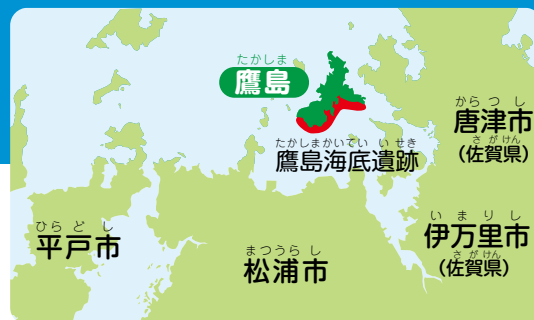 たかしま
鷹島
たかしまかいてい い せき
鷹島海底遺跡
から つ し
唐津市
さ が けん
（佐賀県）
ひら ど し
平戸市
まつうら し
松浦市
い ま り し
伊万里市
さ が けん
（佐賀県）